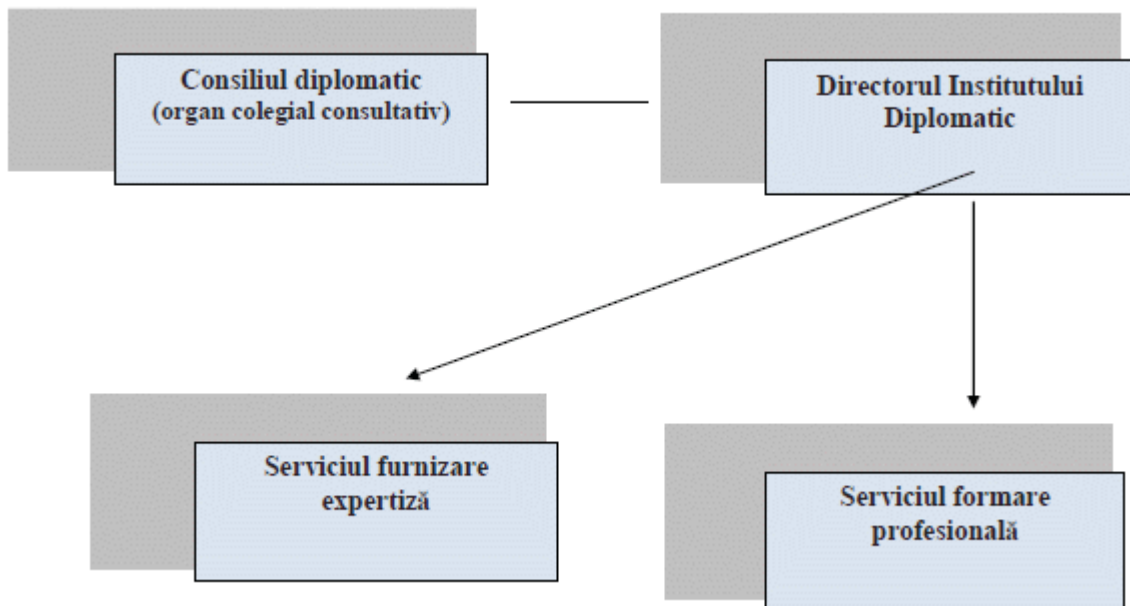 Consiliul diplomatic
(organ colegial consultativ)
Directorul Institutului
Diplomatic
Serviciul furnizare
expertiză
Serviciul formare
profesională